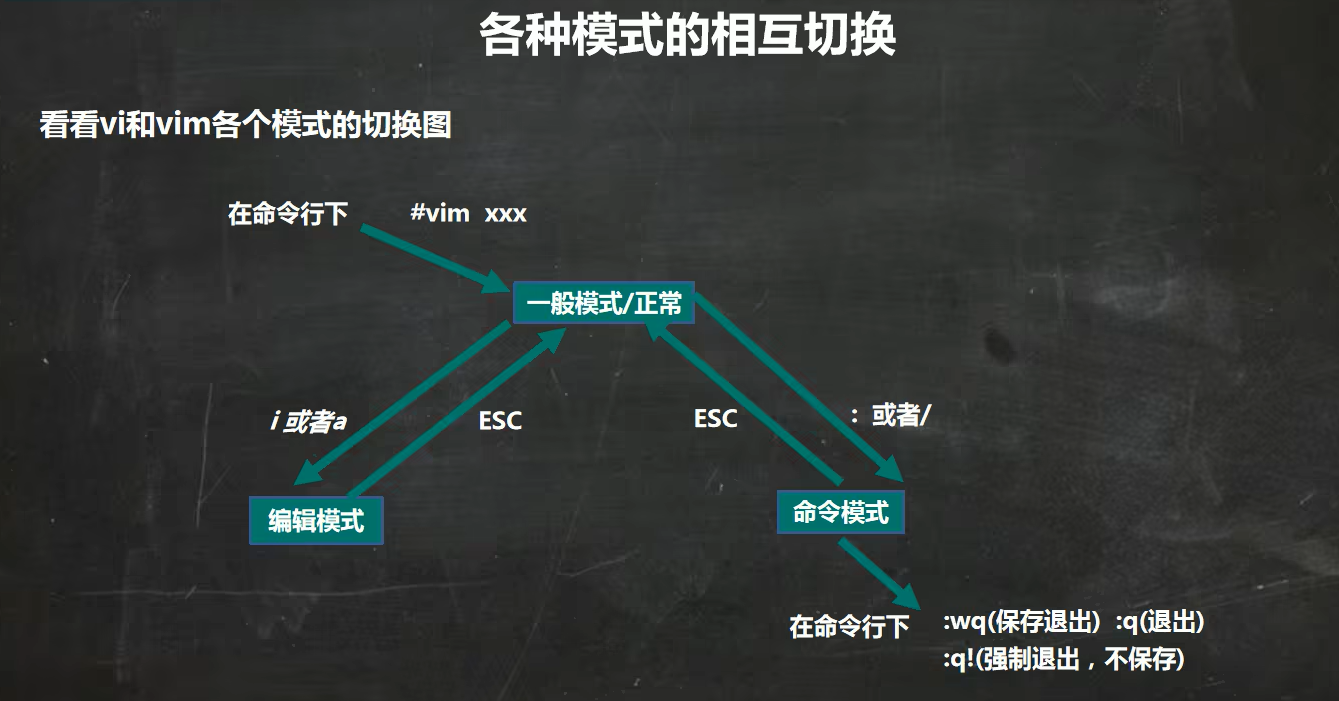 各种模式的相互切换
看看vi和vim各个模式的切换图
在命令行下 #vim xxx
一般模式/正常
i 或者a
ESC
ESC
: 或者/
编辑模式
命令模式
在命令行下
:wq(保存退出) :q(退出)
:q!(强制退出，不保存)